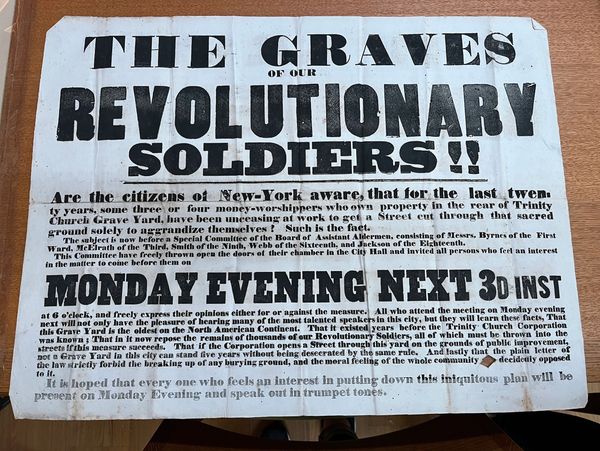 THE GRAVES
OF OUR
REVOLUTIONARY
SOLDIERS!!
Are the citizens of New-York aware, that for the last twen-
ty years, some three or four money-worshippers who own property in the rear of Trinity
Church Grave Yard, have been unceasing at work to get a Street cut through that sacred
ground solely to aggrandize themselves? Such is the fact.
The subject is now before a Special Committee of the Board of Assistant Aldermen, consisting of Messrs. Byrnes of the First
Ward, McElrath of the Third, Smith of the Ninth, Webb of the Sixteenth, and Jackson of the Eighteenth.
This Committee have freely thrown open the doors of their chamber in the City Hall and invited all persons who feel an interest
in the matter to come before them on
MONDAY EVENING NEXT 3D INST
at 6 o'clock, and freely express their opinions either for or against the measure. All who attend the meeting on Monday evening
next will not only have the pleasure of hearing many of the most talented speakers in this city, but they will learn these facts, That
this Grave Yard is the oldest on the North American Continent. That it existed years before the Trinity Church Corporation
was known; That in it now repose the remains of thousands of our Revolutionary Soldiers, all of which must be thrown into the
streets if this measure succeeds. That if the Corporation opens a Street through this yard on the grounds of public improvement,
not a Grave Yard in this city can stand five years without being desecrated by the same rule. And lastly that the plain letter of
the law strictly forbid the breaking up of any burying ground, and the moral feeling of the whole community decidedly opposed
to it.
It is hoped that every one who feels an interest in putting down this iniquitous plan will be
present on Monday Evening and speak out in trumpet tones.